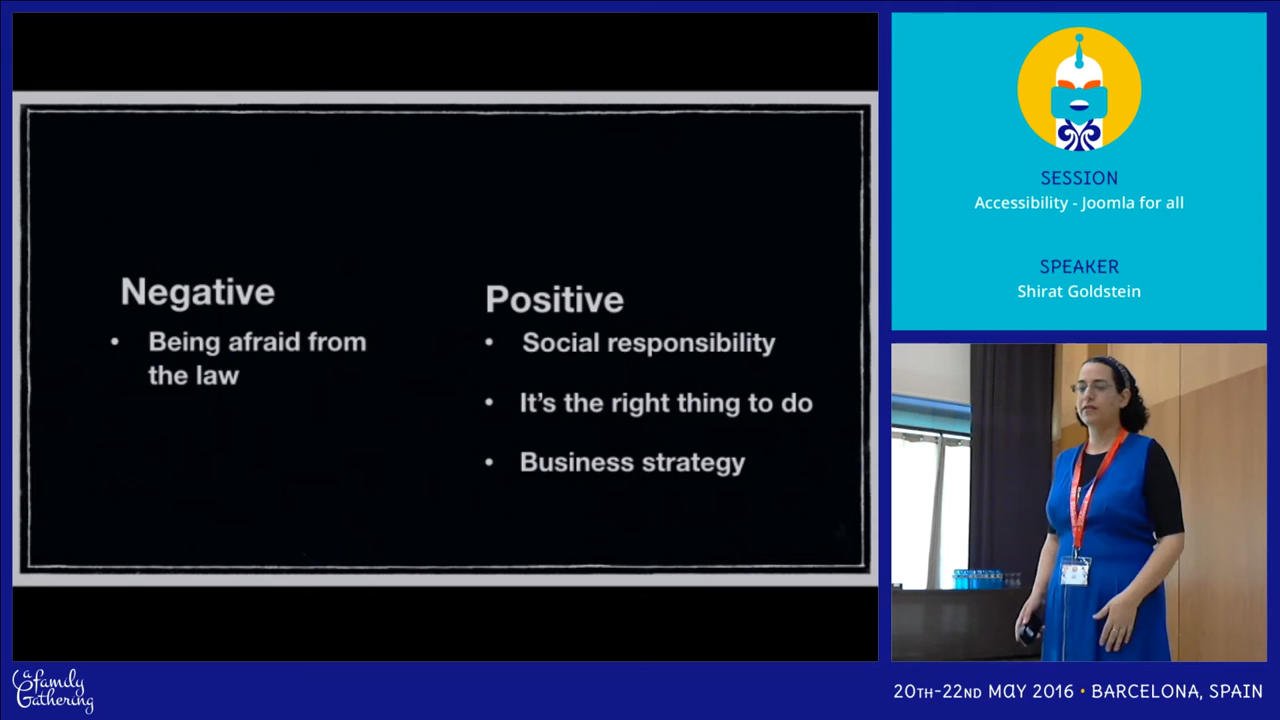 Negative
• Being afraid from
the law
Positive
• Social responsibility
• It's the right thing to do
• Business strategy
SESSION
Accessibility - Joomla for all
SPEAKER
Shirat Goldstein
a family
Gathering
20TH-22ND MAY 2016 • BARCELONA, SPAIN